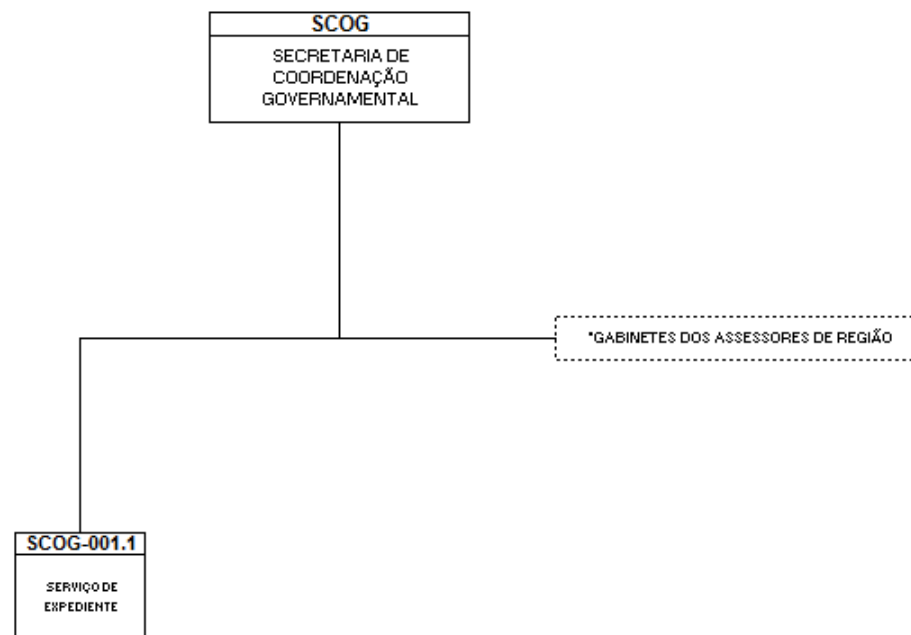 SCOG
SECRETARIA DE
COORDENAÇÃO
GOVERNAMENTAL
"GABINETES DOS ASSESSORES DE REGIÃO
SCOG-001.1
SERVIÇO DE
EXPEDIENTE